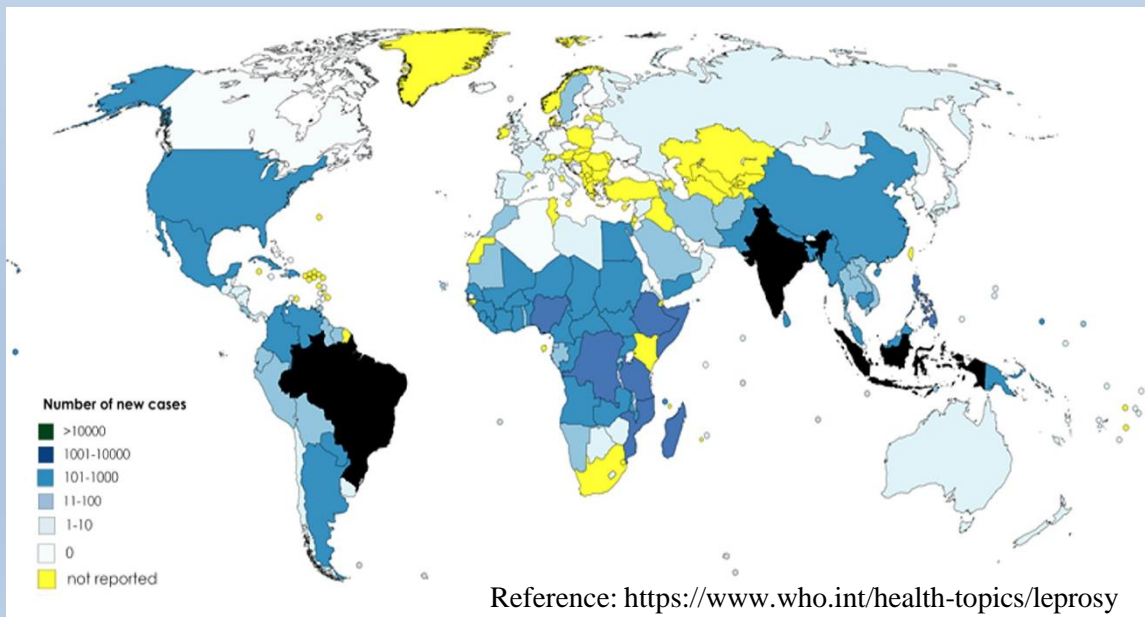 Number of new cases
>10000
1001-10000
101-1000
11-100
1-10
0
not reported
Reference: https://www.who.int/health-topics/leprosy